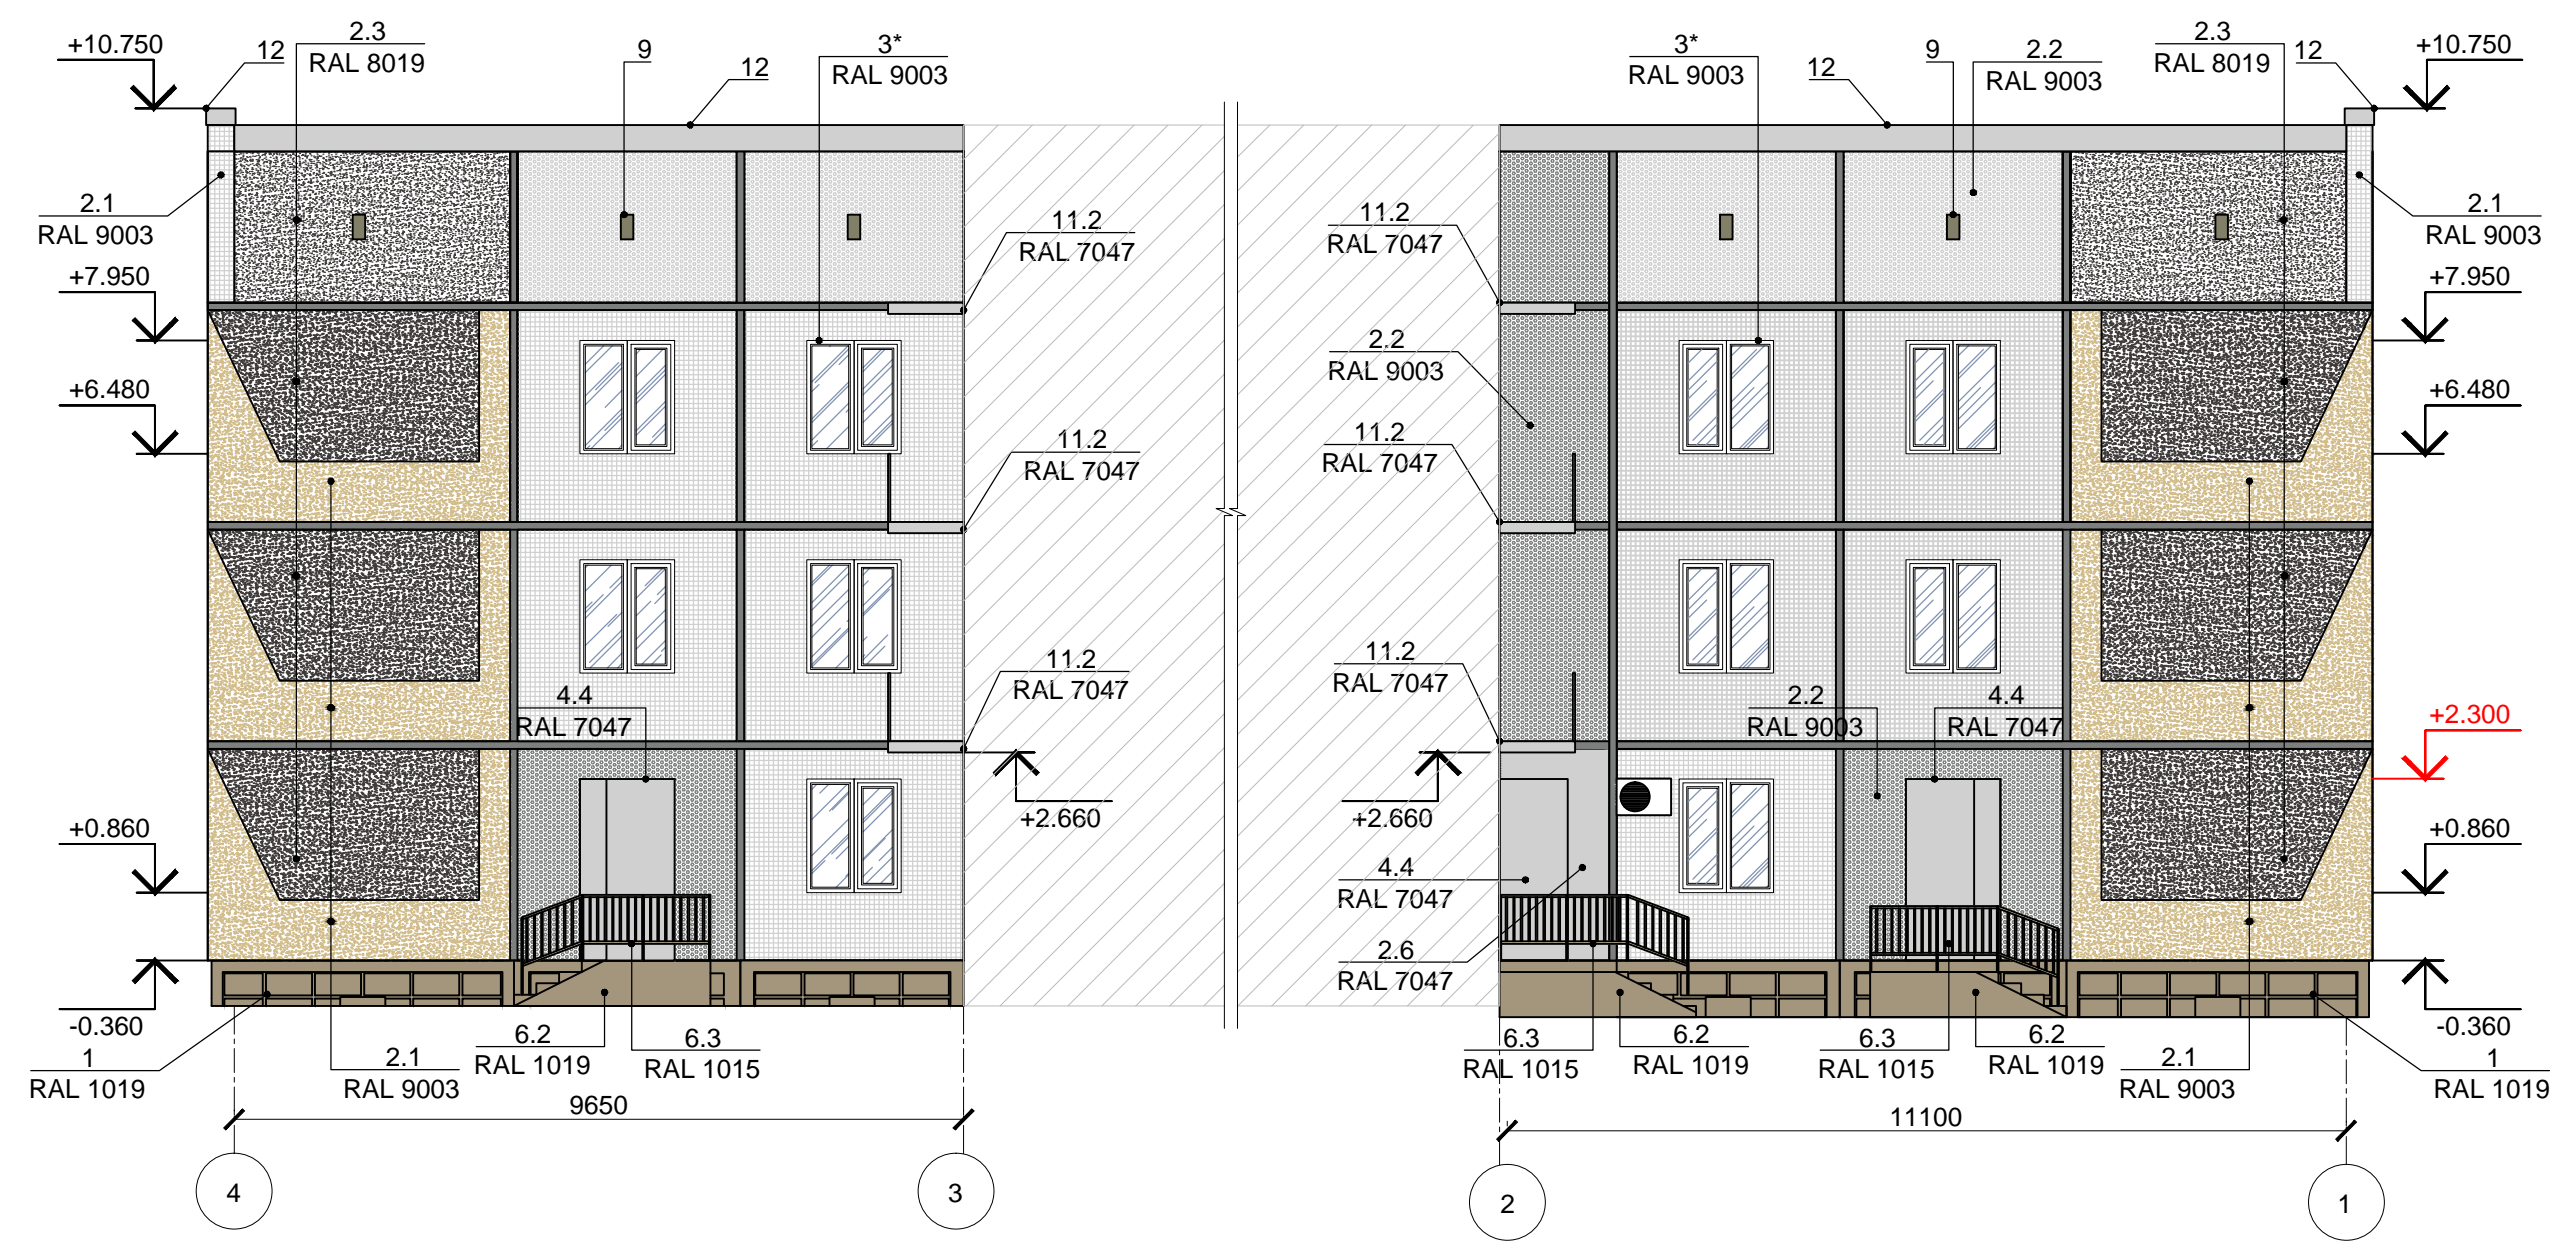 +10.750
12
2.3
RAL 8019
9
12
3*
RAL 9003
3*
RAL 9003
12
9
2.2
RAL 9003
2.3
RAL 8019
12
+10.750
2.1
RAL 9003
11.2
RAL 7047
11.2
RAL 7047
2.1
RAL 9003
+7.950
+7.950
2.2
RAL 9003
+6.480
+6.480
11.2
RAL 7047
11.2
RAL 7047
11.2
RAL 7047
11.2
RAL 7047
4.4
RAL 7047
2.2
RAL 9003
4.4
RAL 7047
+2.300
+2.660
+2.660
+0.860
+0.860
4.4
RAL 7047
2.6
RAL 7047
-0.360
-0.360
1
RAL 1019
2.1
RAL 9003
6.2
RAL 1019
6.3
RAL 1015
6.3
RAL 1015
6.2
RAL 1019
6.3
RAL 1015
6.2
RAL 1019
2.1
RAL 9003
1
RAL 1019
9650
11100
4
3
2
1